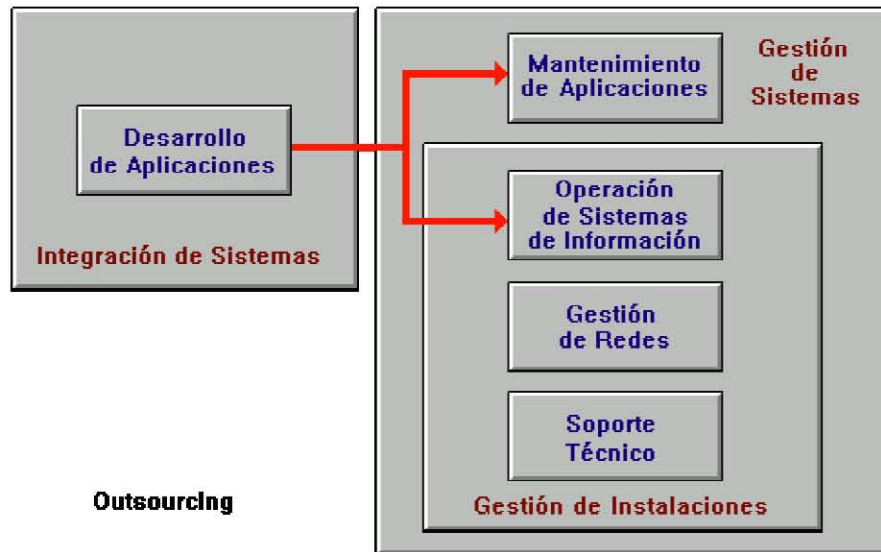 Mantenimiento
de Aplicaciones
Gestión
de
Sistemas
Desarrollo
de Aplicaciones
Integración de Sistemas
Operación
de Sistemas
de Información
Gestión
de Redes
Soporte
Técnico
Gestión de Instalaciones
Outsourcing